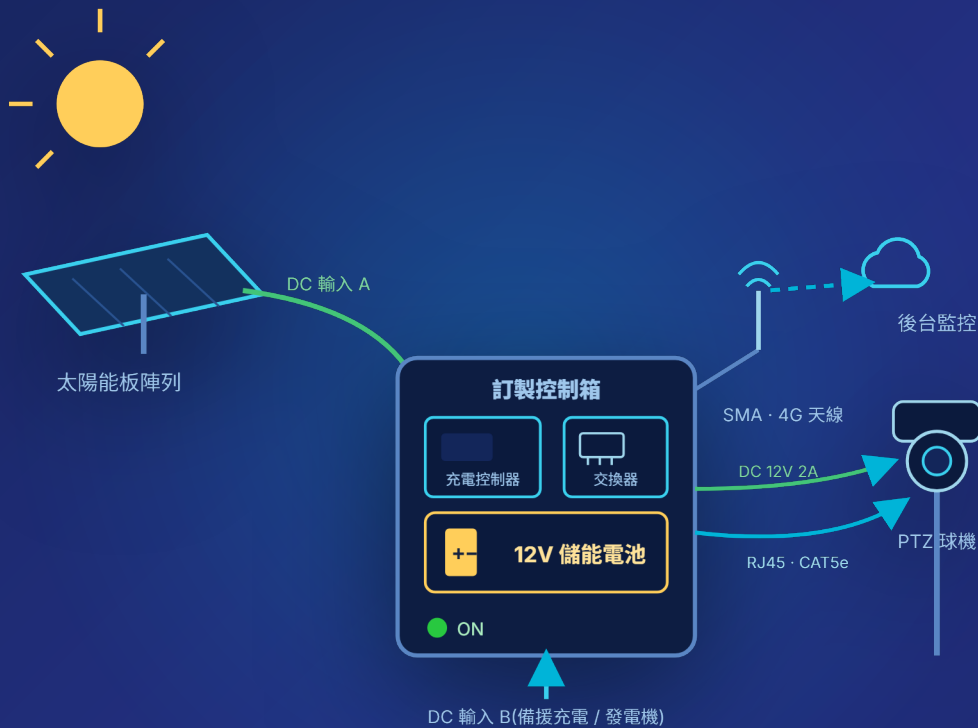 DC 輸入 A
後台監控
太陽能板陣列
訂製控制箱
SMA · 4G 天線
充電控制器
交換器
DC 12V 2A
PTZ 球機
+−
12V 儲能電池
RJ45 · CAT5e
ON
DC 輸入 B(備援充電 / 發電機)